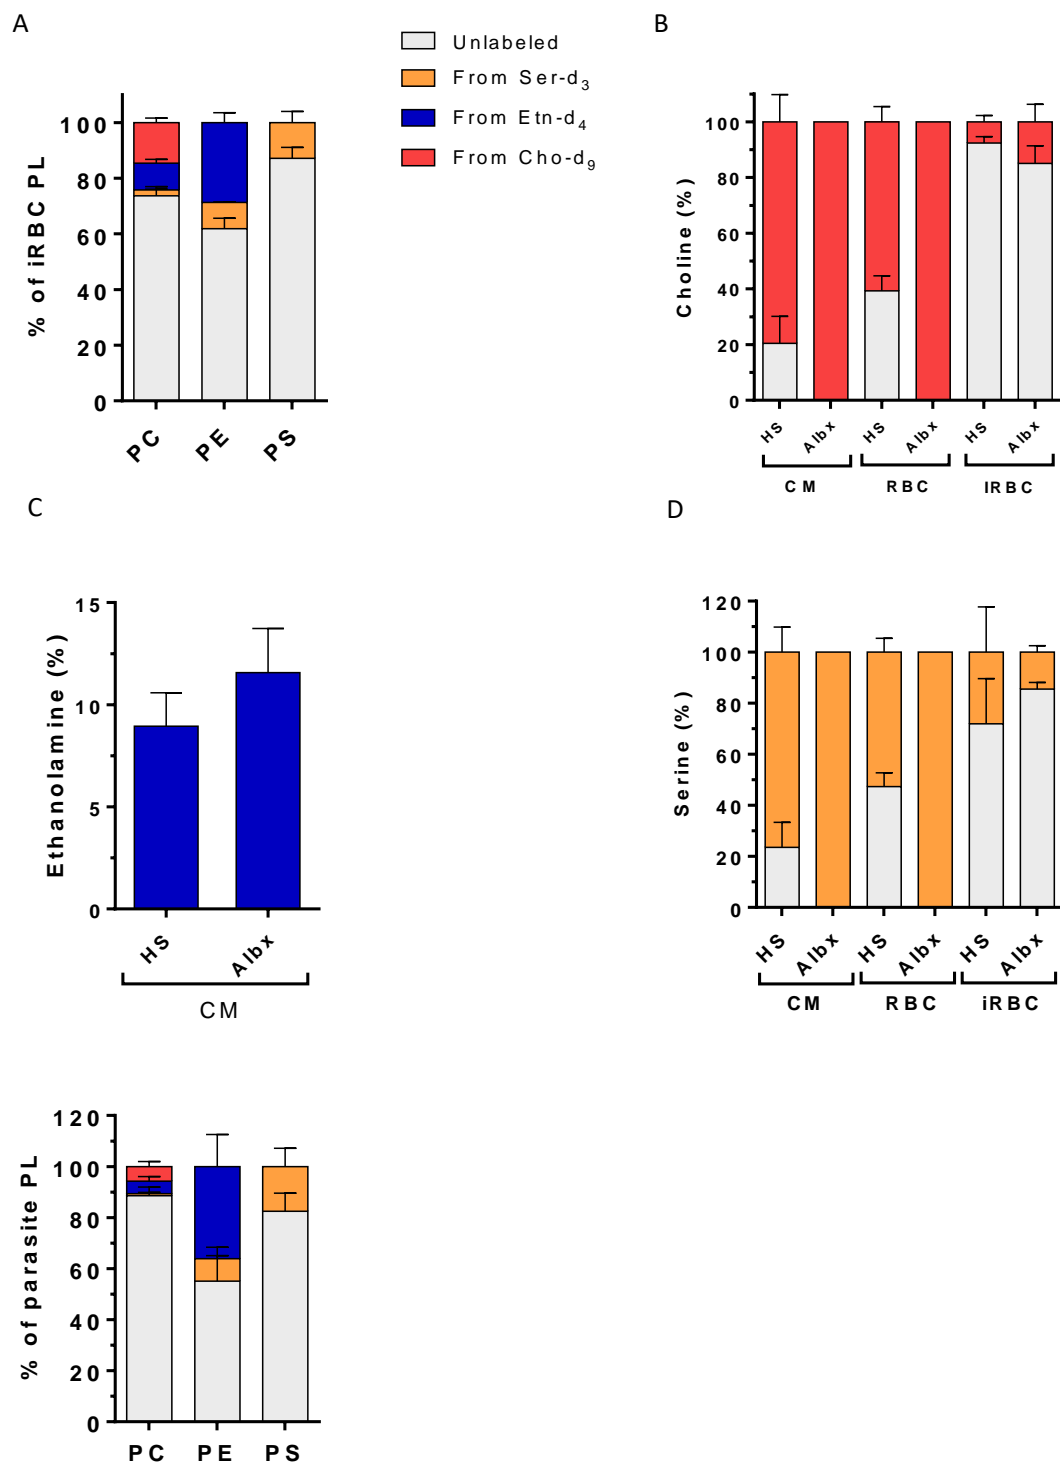 A
Unlabeled
From Ser-d3
From Etn-d4
From Cho-d9
% of iRBC PL
100
80
60
40
20
0
PC PE PS
B
Choline (%)
100
80
60
40
20
0
HS Albx HS Albx HS Albx
CM RBC IRBC
C
Ethanolamine (%)
15
10
5
0
HS Albx
CM
D
Serine (%)
120
100
80
60
40
20
0
HS Albx HS Albx HS Albx
CM RBC iRBC
% of parasite PL
120
100
80
60
40
20
0
PC PE PS